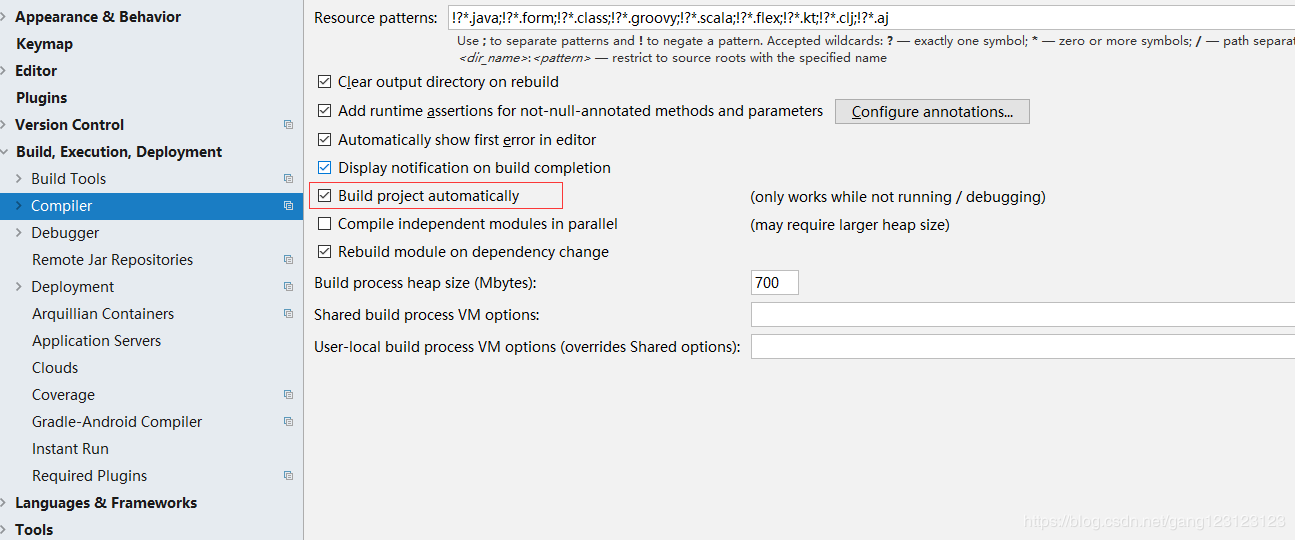 Appearance & Behavior
Keymap
Editor
Plugins
Version Control
Build, Execution, Deployment
Build Tools
Compiler
Debugger
Remote Jar Repositories
Deployment
Arquillian Containers
Application Servers
Clouds
Coverage
Gradle-Android Compiler
Instant Run
Required Plugins
Languages & Frameworks
Tools
Resource patterns: !?*.java;!?*.form;!?*.class;!?*.groovy;!?*.scala;!?*.flex;!?*.kt;!?*.clj;!?*.aj
Use ; to separate patterns and ! to negate a pattern. Accepted wildcards: ? — exactly one symbol; * — zero or more symbols; / — path separat
<dir_name>:<pattern> — restrict to source roots with the specified name
Clear output directory on rebuild
Add runtime assertions for not-null-annotated methods and parameters Configure annotations...
Automatically show first error in editor
Display notification on build completion
Build project automatically (only works while not running / debugging)
Compile independent modules in parallel (may require larger heap size)
Rebuild module on dependency change
Build process heap size (Mbytes): 700
Shared build process VM options:
User-local build process VM options (overrides Shared options):
https://blog.csdn.net/gang123123123